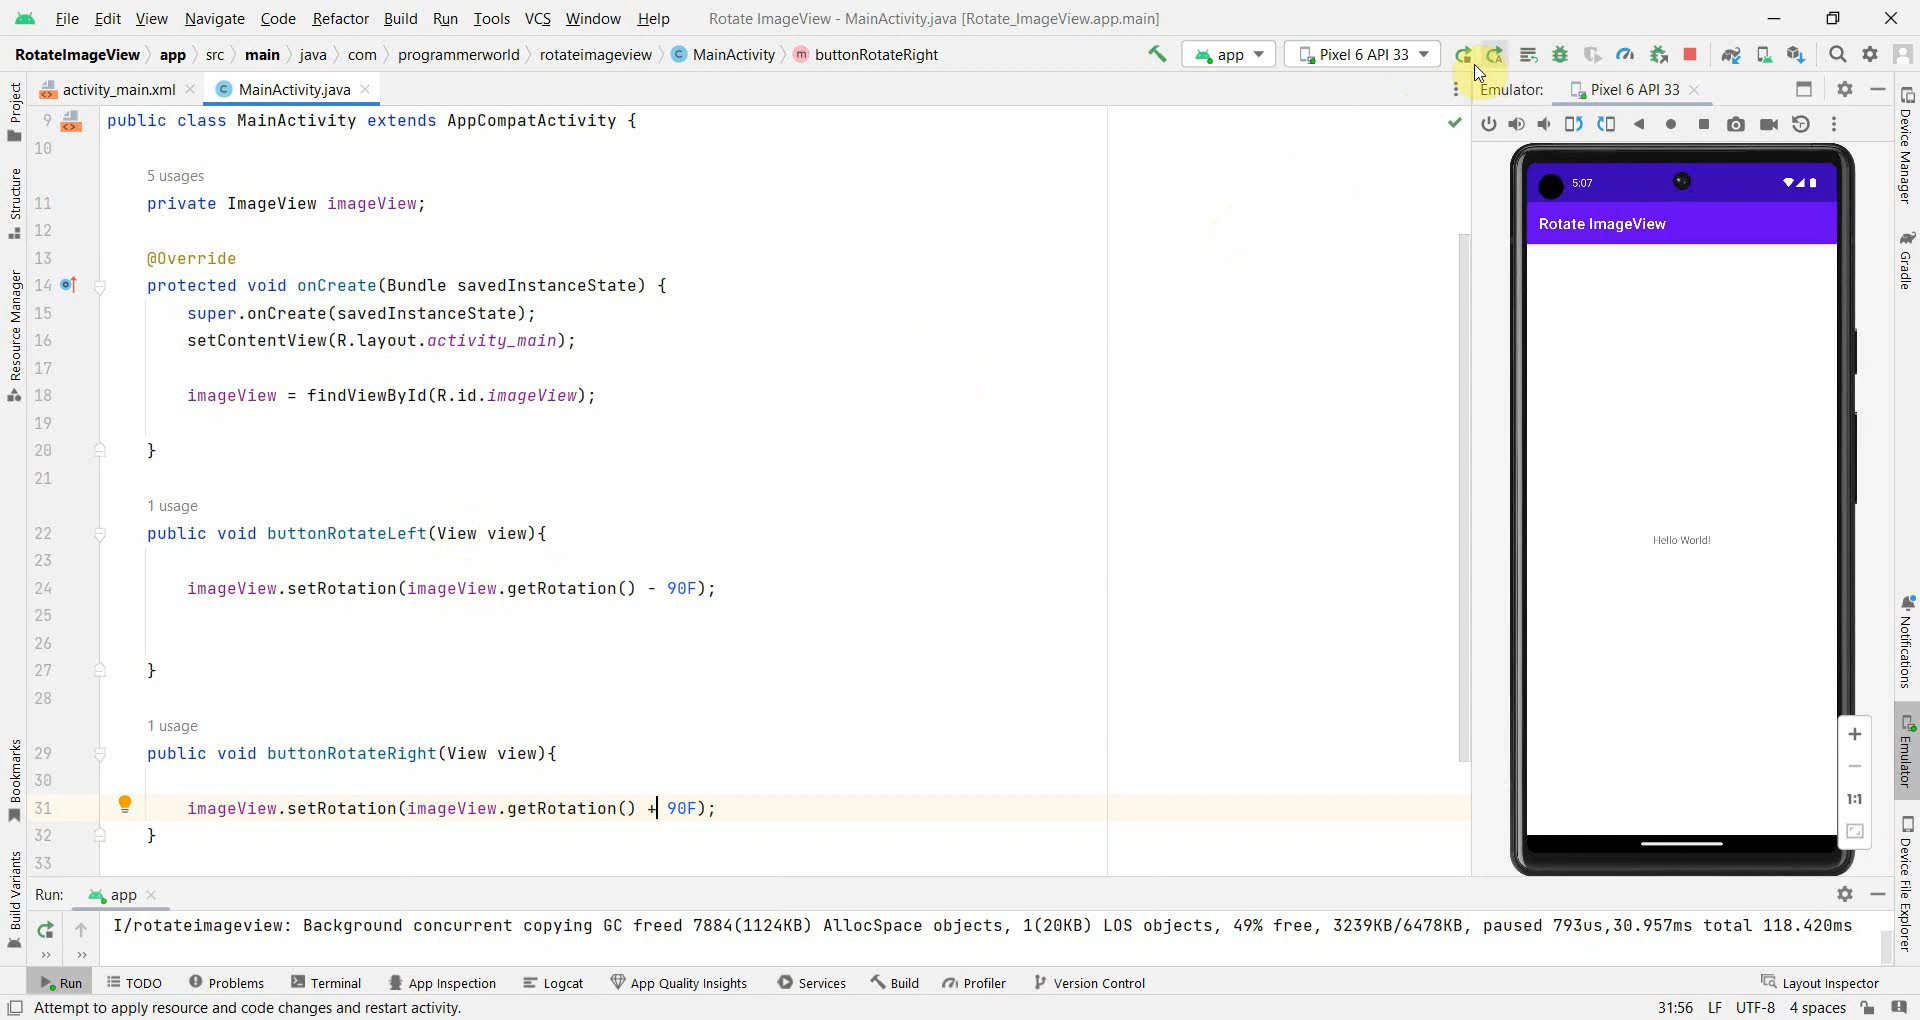 File Edit View Navigate Code Refactor Build Run Tools VCS Window Help Rotate ImageView - MainActivity.java [Rotate_ImageView.app.main]
RotateImageView app src main java com programmerworld rotateimageview MainActivity buttonRotateRight app Pixel 6 API 33
activity_main.xml MainActivity.java Emulator: Pixel 6 API 33
9 public class MainActivity extends AppCompatActivity {
10
5 usages
11 private ImageView imageView;
12
13 @Override
14 protected void onCreate(Bundle savedInstanceState) {
15 super.onCreate(savedInstanceState);
16 setContentView(R.layout.activity_main);
17
18 imageView = findViewById(R.id.imageView);
19
20 }
21
1 usage
22 public void buttonRotateLeft(View view){
23
24 imageView.setRotation(imageView.getRotation() - 90F);
25
26
27 }
28
1 usage
29 public void buttonRotateRight(View view){
30
31 imageView.setRotation(imageView.getRotation() + 90F);
32 }
33
5:07
Rotate ImageView
Hello World!
1:1
Project
Structure
Resource Manager
Bookmarks
Build Variants
Device Manager
Gradle
Notifications
Emulator
Device File Explorer
Run: app
I/rotateimageview: Background concurrent copying GC freed 7884(1124KB) AllocSpace objects, 1(20KB) LOS objects, 49% free, 3239KB/6478KB, paused 793us,30.957ms total 118.420ms
Run TODO Problems Terminal App Inspection Logcat App Quality Insights Services Build Profiler Version Control Layout Inspector
Attempt to apply resource and code changes and restart activity. 31:56 LF UTF-8 4 spaces